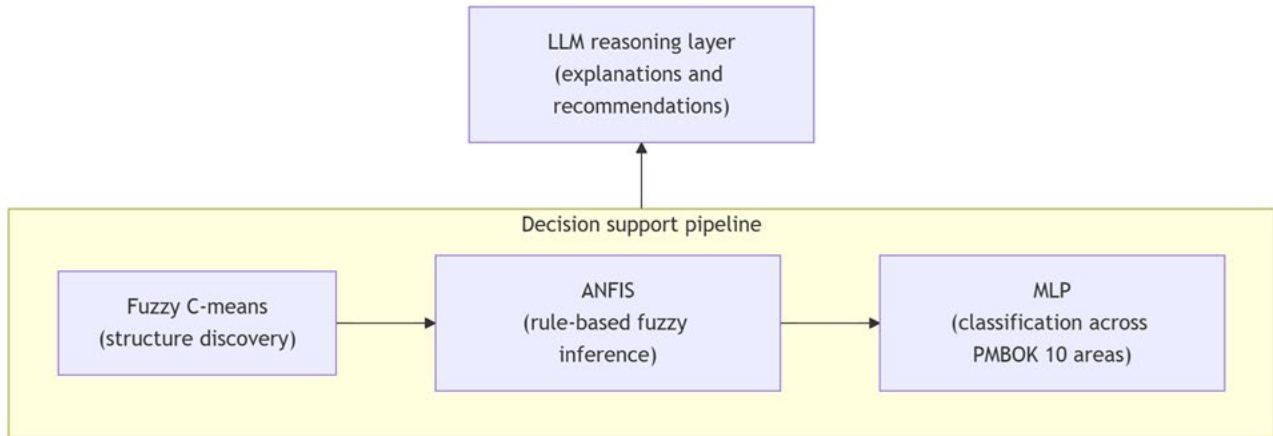 LLM reasoning layer
(explanations and
recommendations)
Decision support pipeline
Fuzzy C-means
(structure discovery)
ANFIS
(rule-based fuzzy
inference)
MLP
(classification across
PMBOK 10 areas)